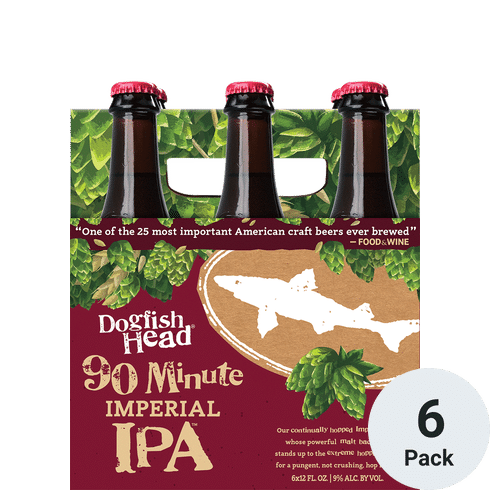 “One of the 25 most important American craft beers ever brewed”
— FOOD&WINE
Dogfish
Head®
90 Minute
IMPERIAL
IPA™
Our continually hopped
whose powerful malt
stands up to the extreme
for a pungent, not crushing, hop
6x12 FL. OZ. | 9% ALC. BY VOL.
6
Pack